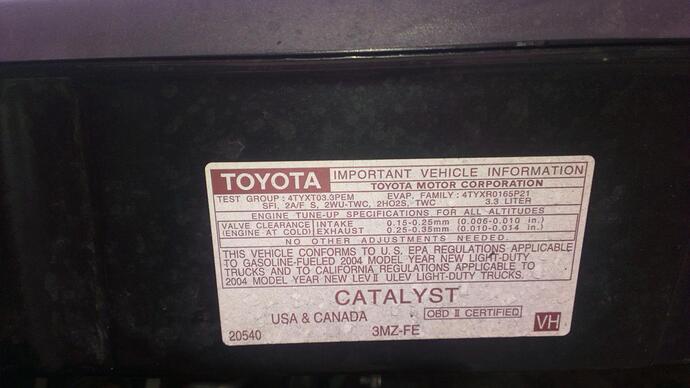 TOYOTA IMPORTANT VEHICLE INFORMATION
TOYOTA MOTOR CORPORATION
TEST GROUP : 4TYXT03.3PEM EVAP. FAMILY : 4TYXR0165P21
SFI, 2A/F S, 2WU-TWC, 2HO2S, TWC 3.3 LITER
ENGINE TUNE-UP SPECIFICATIONS FOR ALL ALTITUDES
VALVE CLEARANCE INTAKE 0.15-0.25mm (0.006-0.010 in.)
(ENGINE AT COLD) EXHAUST 0.25-0.35mm (0.010-0.014 in.)
NO OTHER ADJUSTMENTS NEEDED
THIS VEHICLE CONFORMS TO U.S. EPA REGULATIONS APPLICABLE
TO GASOLINE-FUELED 2004 MODEL YEAR NEW LIGHT-DUTY
TRUCKS AND TO CALIFORNIA REGULATIONS APPLICABLE TO
2004 MODEL YEAR NEW LEVⅡ ULEV LIGHT-DUTY TRUCKS.
CATALYST
USA & CANADA OBD Ⅱ CERTIFIED
20540 3MZ-FE VH